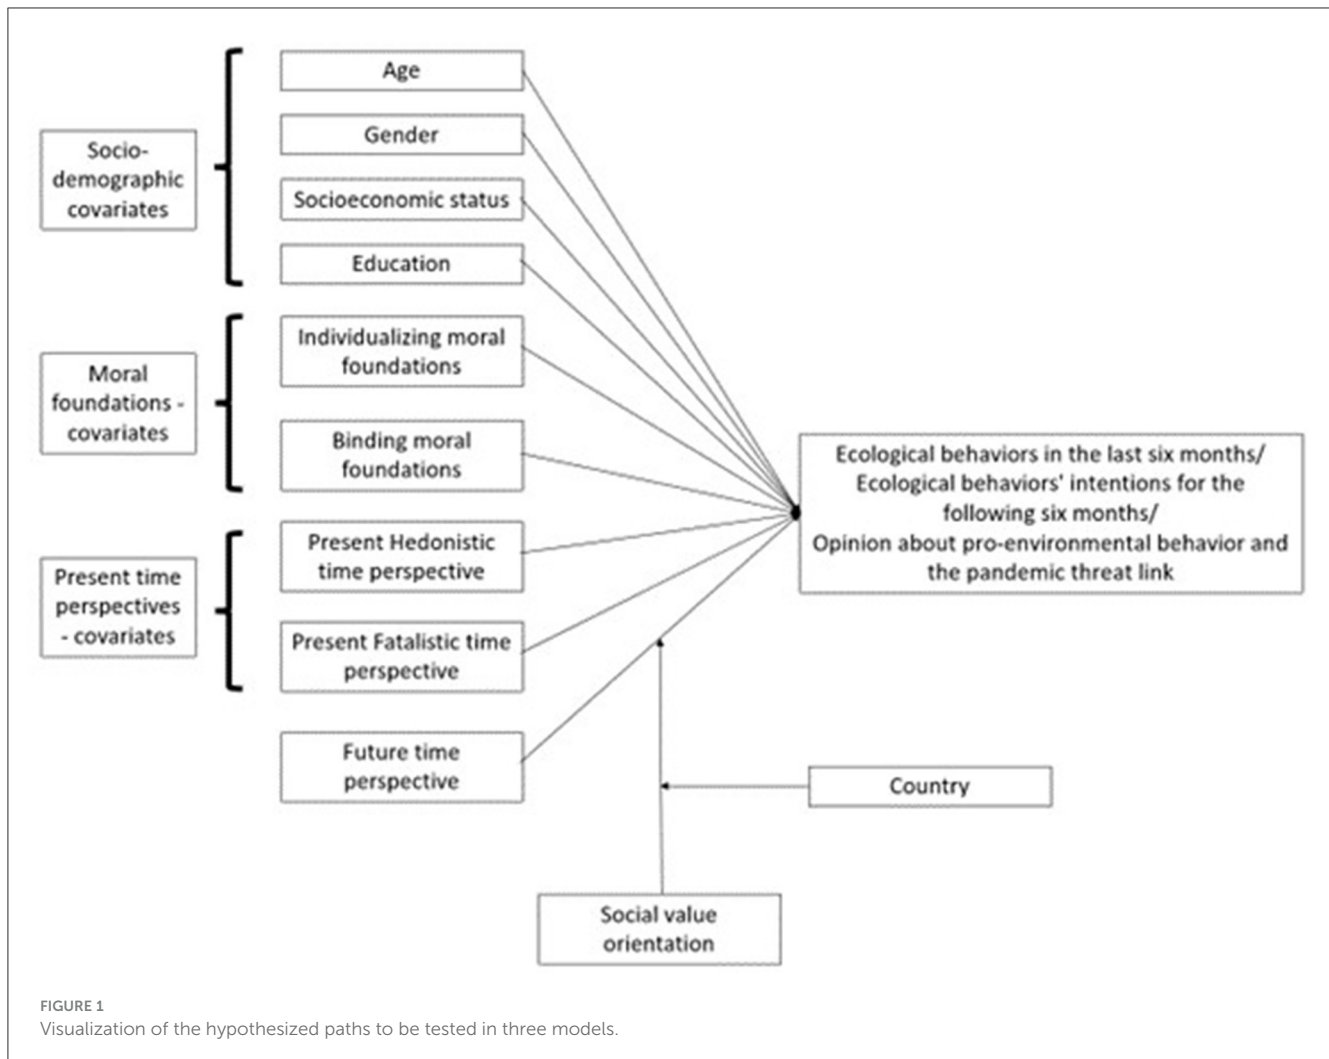 Age
Gender
Socioeconomic status
Education
Socio-
demographic
covariates
Individualizing moral
foundations
Binding moral
foundations
Moral
foundations -
covariates
Present Hedonistic
time perspective
Present Fatalistic time
perspective
Present time
perspectives
- covariates
Future time
perspective
Ecological behaviors in the last six months/
Ecological behaviors' intentions for the
following six months/
Opinion about pro-environmental behavior and
the pandemic threat link
Country
Social value
orientation
FIGURE 1
Visualization of the hypothesized paths to be tested in three models.